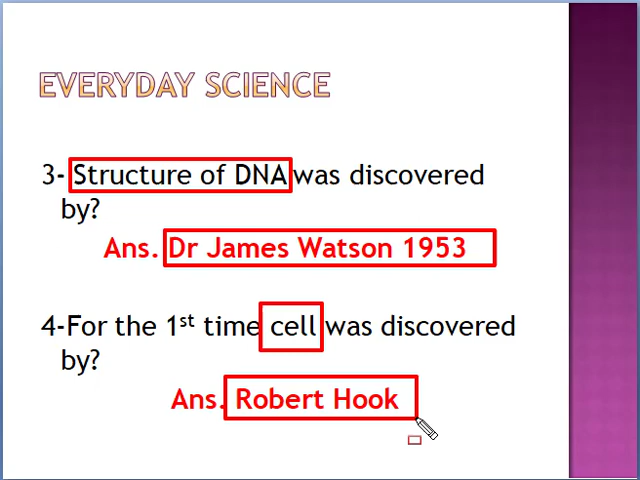 EVERYDAY SCIENCE
3- Structure of DNA was discovered
by?
Ans. Dr James Watson 1953
4-For the 1st time cell was discovered
by?
Ans. Robert Hook